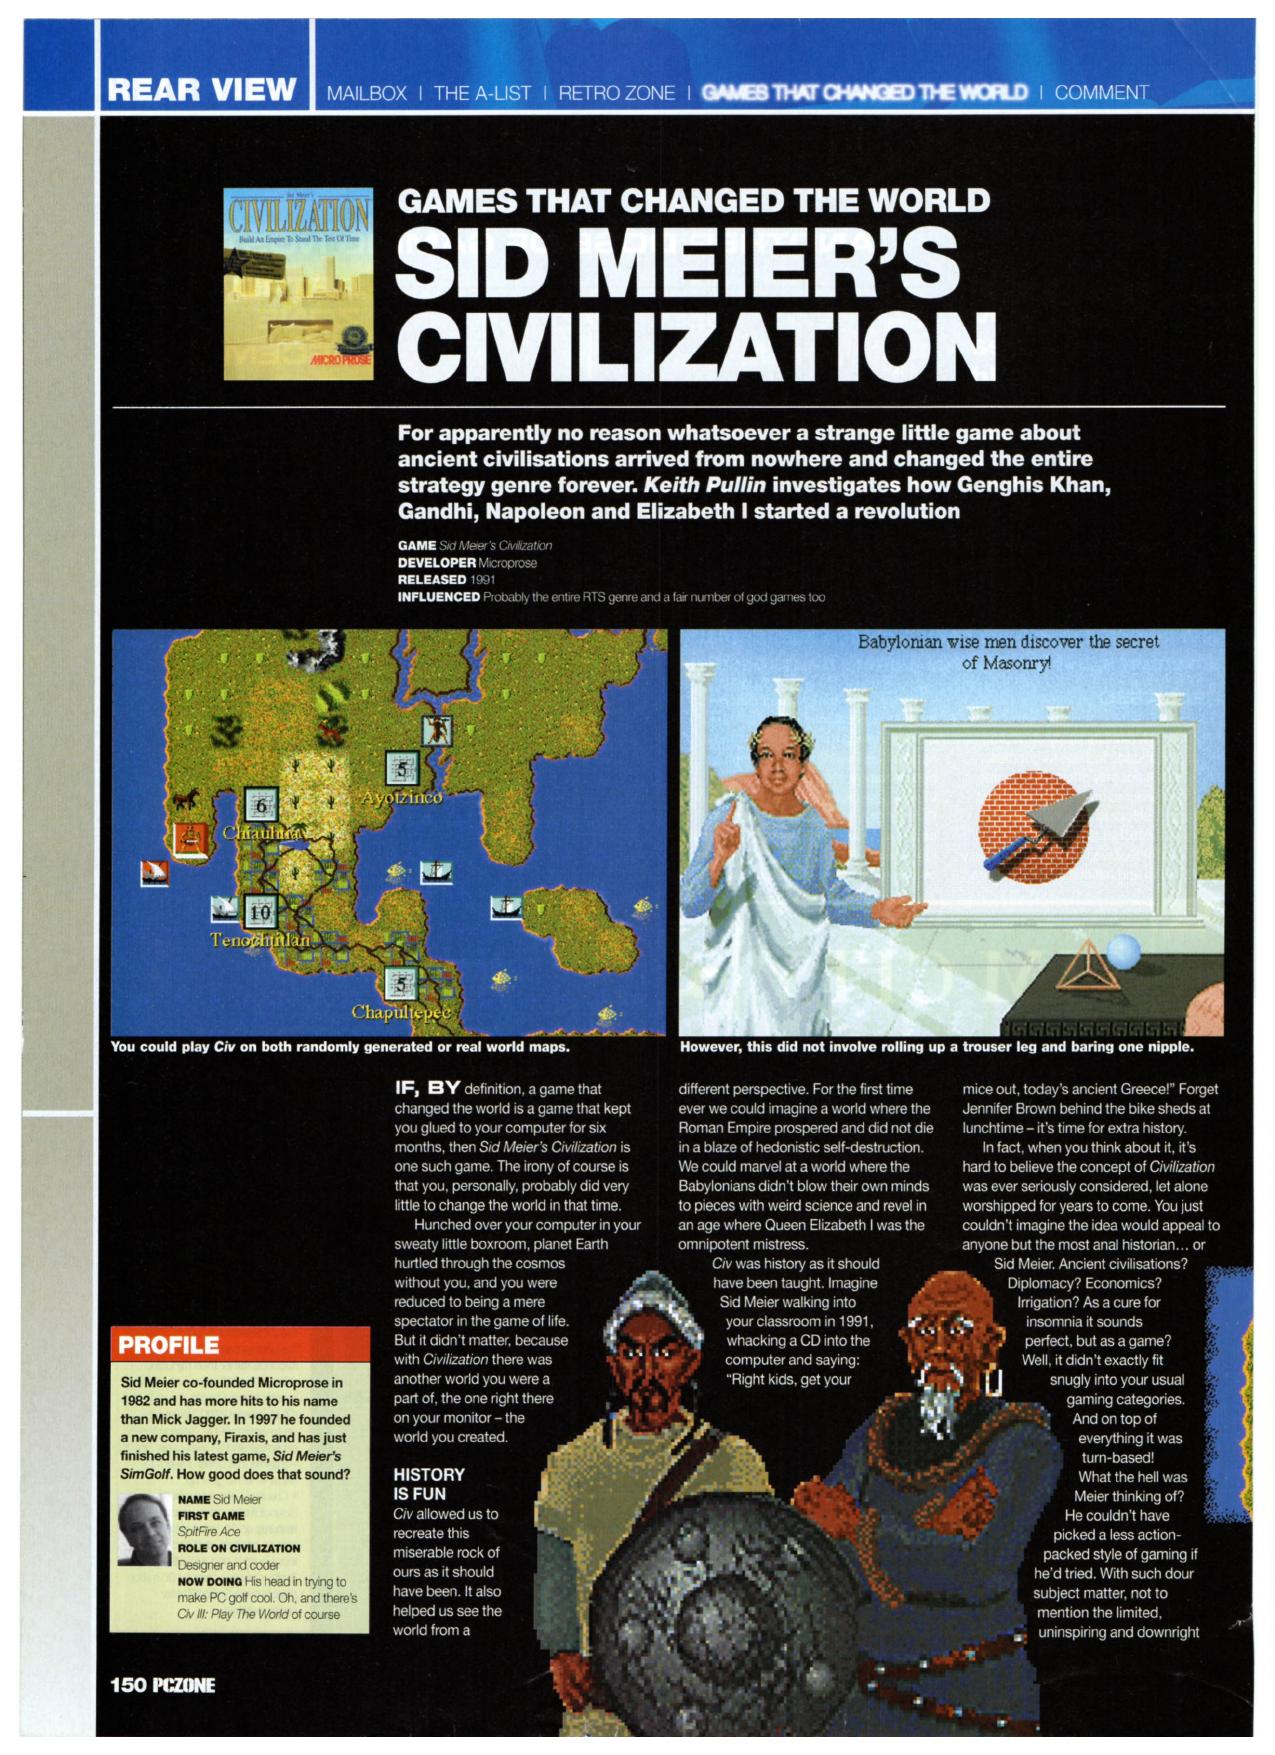 REAR VIEW
MAILBOX | THE A-LIST | RETRO ZONE | GAMES THAT CHANGED THE WORLD | COMMENT
Sid Meier's
CIVILIZATION
Build An Empire To Stand The Test Of Time
MICROPROSE
GAMES THAT CHANGED THE WORLD
SID MEIER'S
CIVILIZATION
For apparently no reason whatsoever a strange little game about
ancient civilisations arrived from nowhere and changed the entire
strategy genre forever. Keith Pullin investigates how Genghis Khan,
Gandhi, Napoleon and Elizabeth I started a revolution
GAME Sid Meier's Civilization
DEVELOPER Microprose
RELEASED 1991
INFLUENCED Probably the entire RTS genre and a fair number of god games too
5
Ayotzinco
6
Chiauhtla
10
Tenochtitlan
5
Chapultepec
Babylonian wise men discover the secret
of Masonry!
You could play Civ on both randomly generated or real world maps.
However, this did not involve rolling up a trouser leg and baring one nipple.
IF, BY definition, a game that
changed the world is a game that kept
you glued to your computer for six
months, then Sid Meier's Civilization is
one such game. The irony of course is
that you, personally, probably did very
little to change the world in that time.
Hunched over your computer in your
sweaty little boxroom, planet Earth
hurtled through the cosmos
without you, and you were
reduced to being a mere
spectator in the game of life.
But it didn't matter, because
with Civilization there was
another world you were a
part of, the one right there
on your monitor – the
world you created.
HISTORY
IS FUN
Civ allowed us to
recreate this
miserable rock of
ours as it should
have been. It also
helped us see the
world from a
different perspective. For the first time
ever we could imagine a world where the
Roman Empire prospered and did not die
in a blaze of hedonistic self-destruction.
We could marvel at a world where the
Babylonians didn't blow their own minds
to pieces with weird science and revel in
an age where Queen Elizabeth I was the
omnipotent mistress.
Civ was history as it should
have been taught. Imagine
Sid Meier walking into
your classroom in 1991,
whacking a CD into the
computer and saying:
"Right kids, get your
mice out, today's ancient Greece!" Forget
Jennifer Brown behind the bike sheds at
lunchtime – it's time for extra history.
In fact, when you think about it, it's
hard to believe the concept of Civilization
was ever seriously considered, let alone
worshipped for years to come. You just
couldn't imagine the idea would appeal to
anyone but the most anal historian... or
Sid Meier. Ancient civilisations?
Diplomacy? Economics?
Irrigation? As a cure for
insomnia it sounds
perfect, but as a game?
Well, it didn't exactly fit
snugly into your usual
gaming categories.
And on top of
everything it was
turn-based!
What the hell was
Meier thinking of?
He couldn't have
picked a less action-
packed style of gaming if
he'd tried. With such dour
subject matter, not to
mention the limited,
uninspiring and downright
PROFILE
Sid Meier co-founded Microprose in
1982 and has more hits to his name
than Mick Jagger. In 1997 he founded
a new company, Firaxis, and has just
finished his latest game, Sid Meier's
SimGolf. How good does that sound?
NAME Sid Meier
FIRST GAME
SpitFire Ace
ROLE ON CIVILIZATION
Designer and coder
NOW DOING His head in trying to
make PC golf cool. Oh, and there's
Civ III: Play The World of course
150 PCZONE